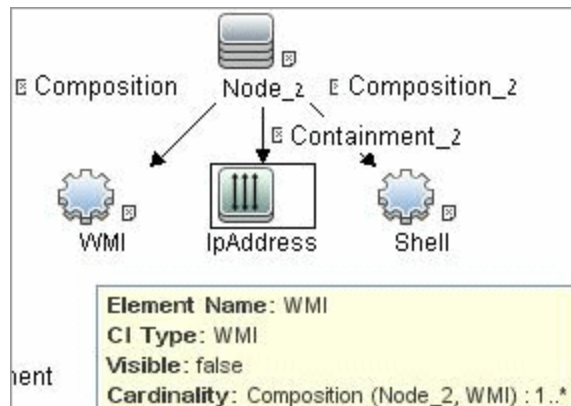 Composition
Node_2
Composition_2
Containment_2
WMI
IpAddress
Shell
Element Name: WMI
CI Type: WMI
Visible: false
Cardinality: Composition (Node_2, WMI) : 1..*
nent